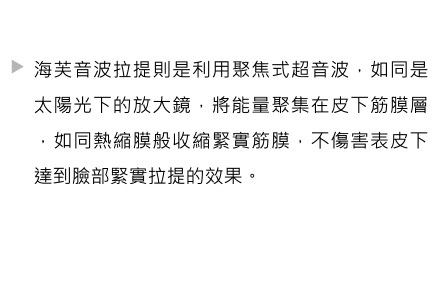 海芙音波拉提則是利用聚焦式超音波，如同是
太陽光下的放大鏡，將能量聚集在皮下筋膜層
，如同熱縮膜般收縮緊實筋膜，不傷害表皮下
達到臉部緊實拉提的效果。